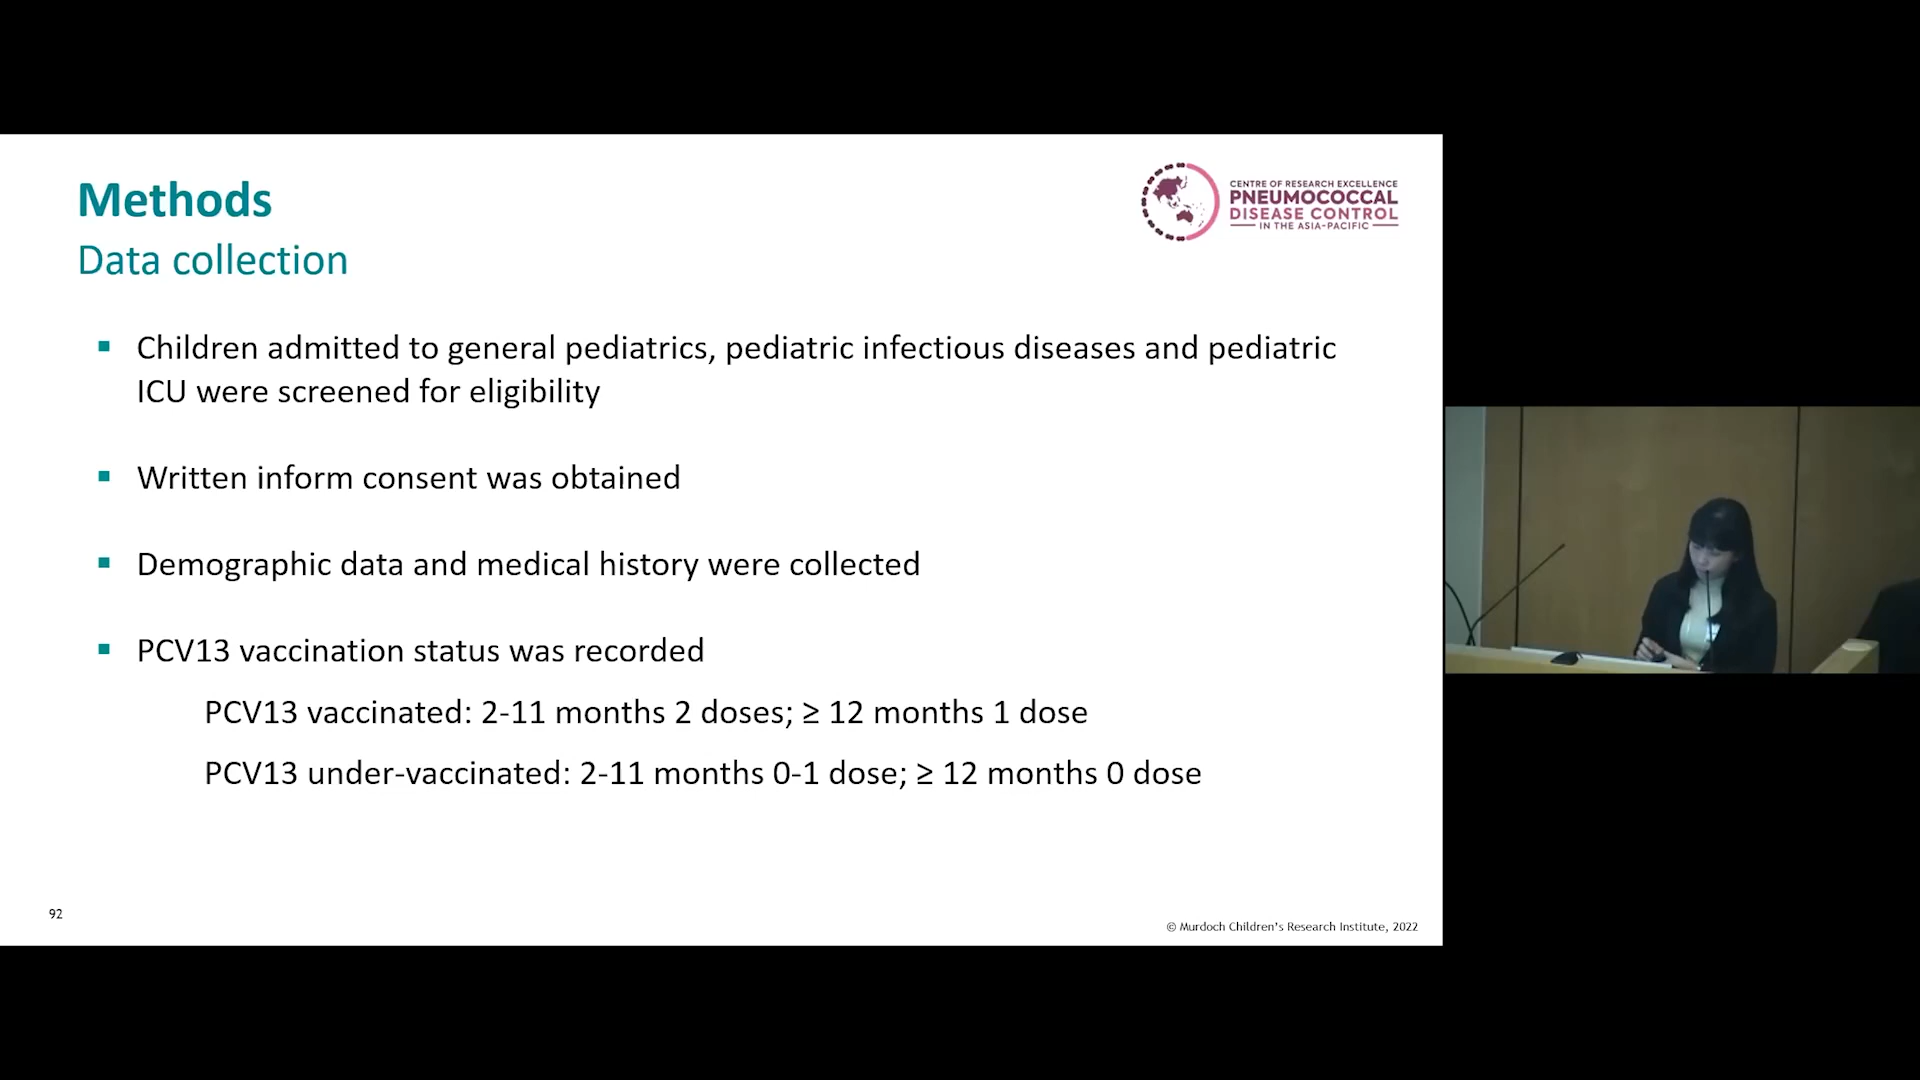 Methods
Data collection
CENTRE OF RESEARCH EXCELLENCE
PNEUMOCOCCAL
DISEASE CONTROL
IN THE ASIA-PACIFIC
Children admitted to general pediatrics, pediatric infectious diseases and pediatric
ICU were screened for eligibility
Written inform consent was obtained
Demographic data and medical history were collected
PCV13 vaccination status was recorded
PCV13 vaccinated: 2-11 months 2 doses; ≥ 12 months 1 dose
PCV13 under-vaccinated: 2-11 months 0-1 dose; ≥ 12 months 0 dose
92
© Murdoch Children's Research Institute, 2022